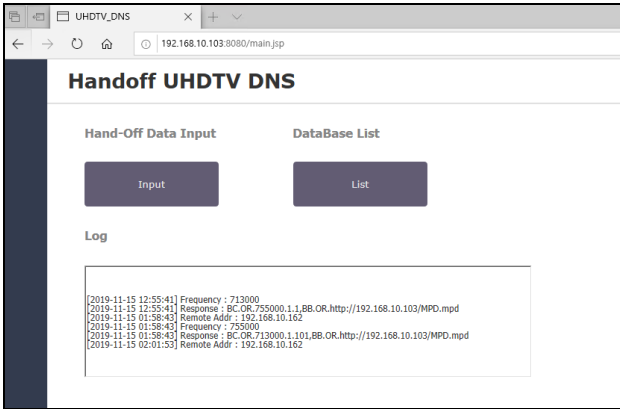 UHDTV_DNS
192.168.10.103:8080/main.jsp
Handoff UHDTV DNS
Hand-Off Data Input DataBase List
Input List
Log
[2019-11-15 12:55:41] Frequency : 713000
[2019-11-15 12:55:41] Response : BC.OR.755000.1.1,BB.OR.http://192.168.10.103/MPD.mpd
[2019-11-15 01:58:43] Remote Addr : 192.168.10.162
[2019-11-15 01:58:43] Frequency : 755000
[2019-11-15 01:58:43] Response : BC.OR.713000.1.101,BB.OR.http://192.168.10.103/MPD.mpd
[2019-11-15 02:01:53] Remote Addr : 192.168.10.162